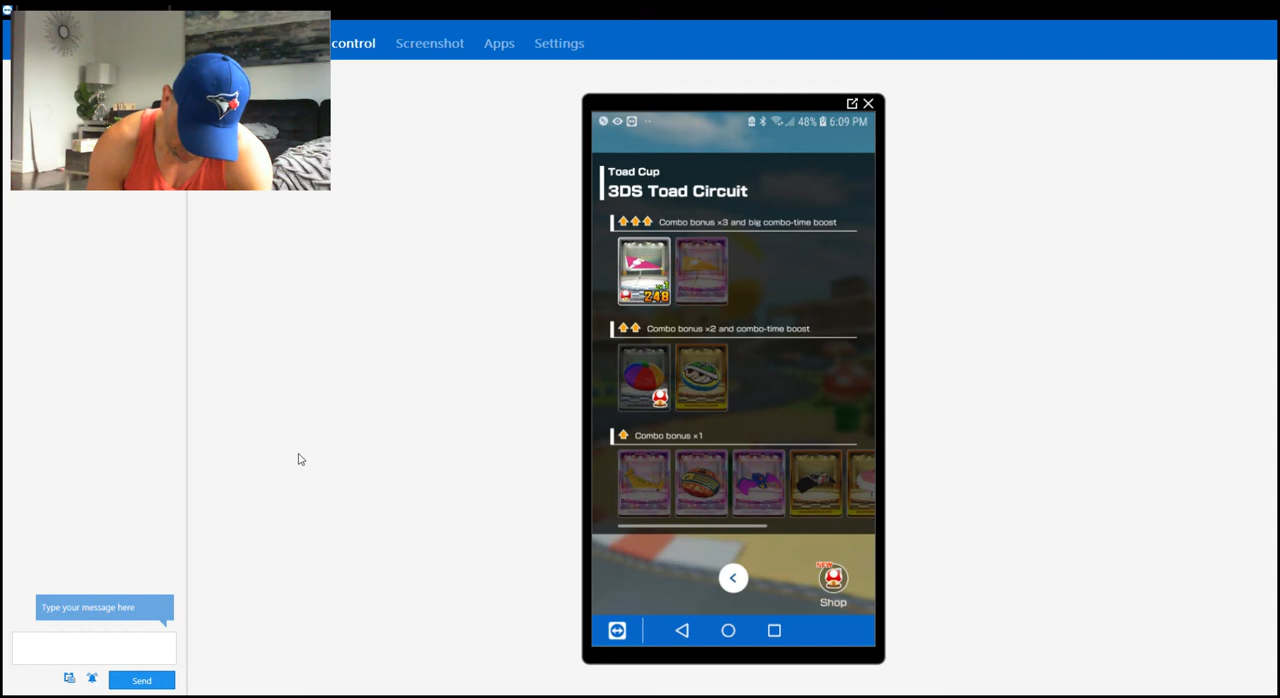 control Screenshot Apps Settings
48% 6:09 PM
Toad Cup
3DS Toad Circuit
Combo bonus ×3 and big combo-time boost
248
Combo bonus ×2 and combo-time boost
Combo bonus ×1
NEW
Shop
Type your message here
Send